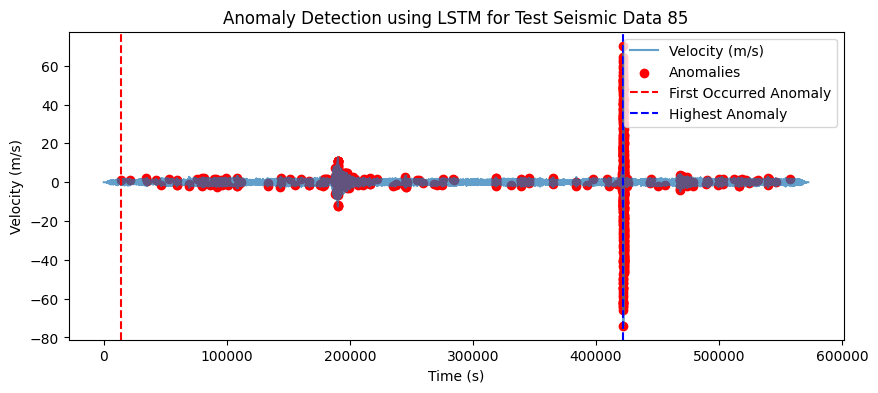 Anomaly Detection using LSTM for Test Seismic Data 85
Velocity (m/s)
Anomalies
First Occurred Anomaly
Highest Anomaly
Velocity (m/s)
60
40
20
0
−20
−40
−60
−80
0
100000
200000
300000
400000
500000
600000
Time (s)